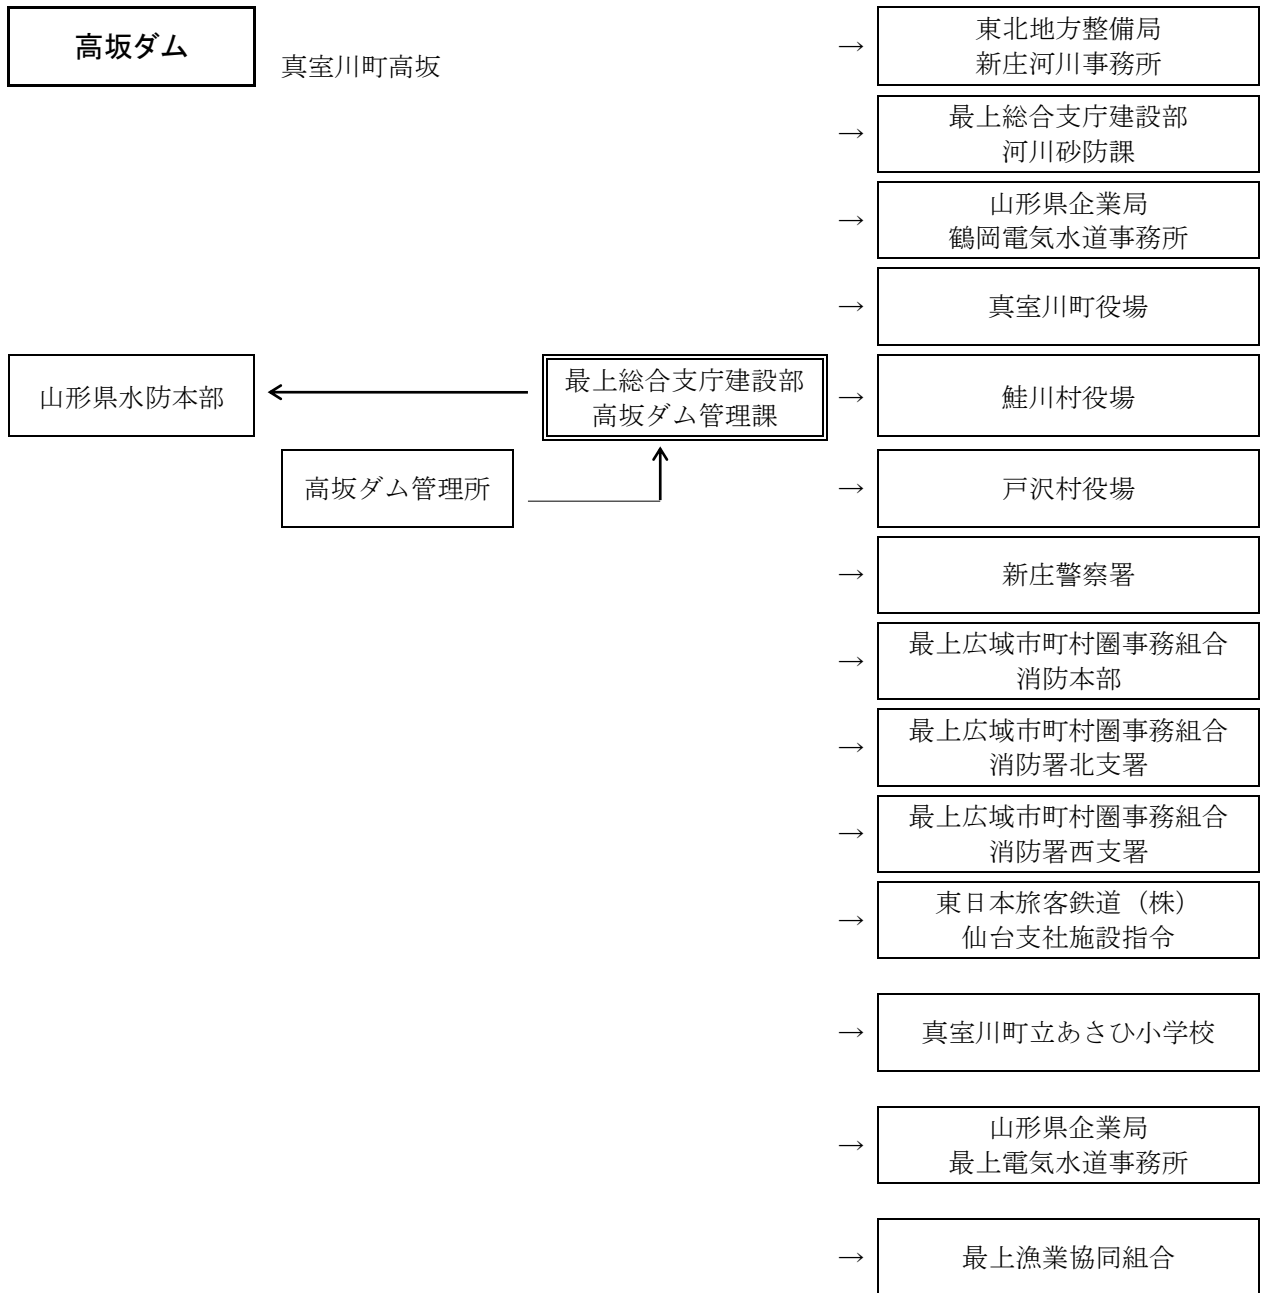 高坂ダム
真室川町高坂
→
東北地方整備局
新庄河川事務所
→
最上総合支庁建設部
河川砂防課
→
山形県企業局
鶴岡電気水道事務所
→
真室川町役場
山形県水防本部
最上総合支庁建設部
高坂ダム管理課
→
鮭川村役場
高坂ダム管理所
→
戸沢村役場
→
新庄警察署
→
最上広域市町村圏事務組合
消防本部
→
最上広域市町村圏事務組合
消防署北支署
→
最上広域市町村圏事務組合
消防署西支署
→
東日本旅客鉄道（株）
仙台支社施設指令
→
真室川町立あさひ小学校
→
山形県企業局
最上電気水道事務所
→
最上漁業協同組合